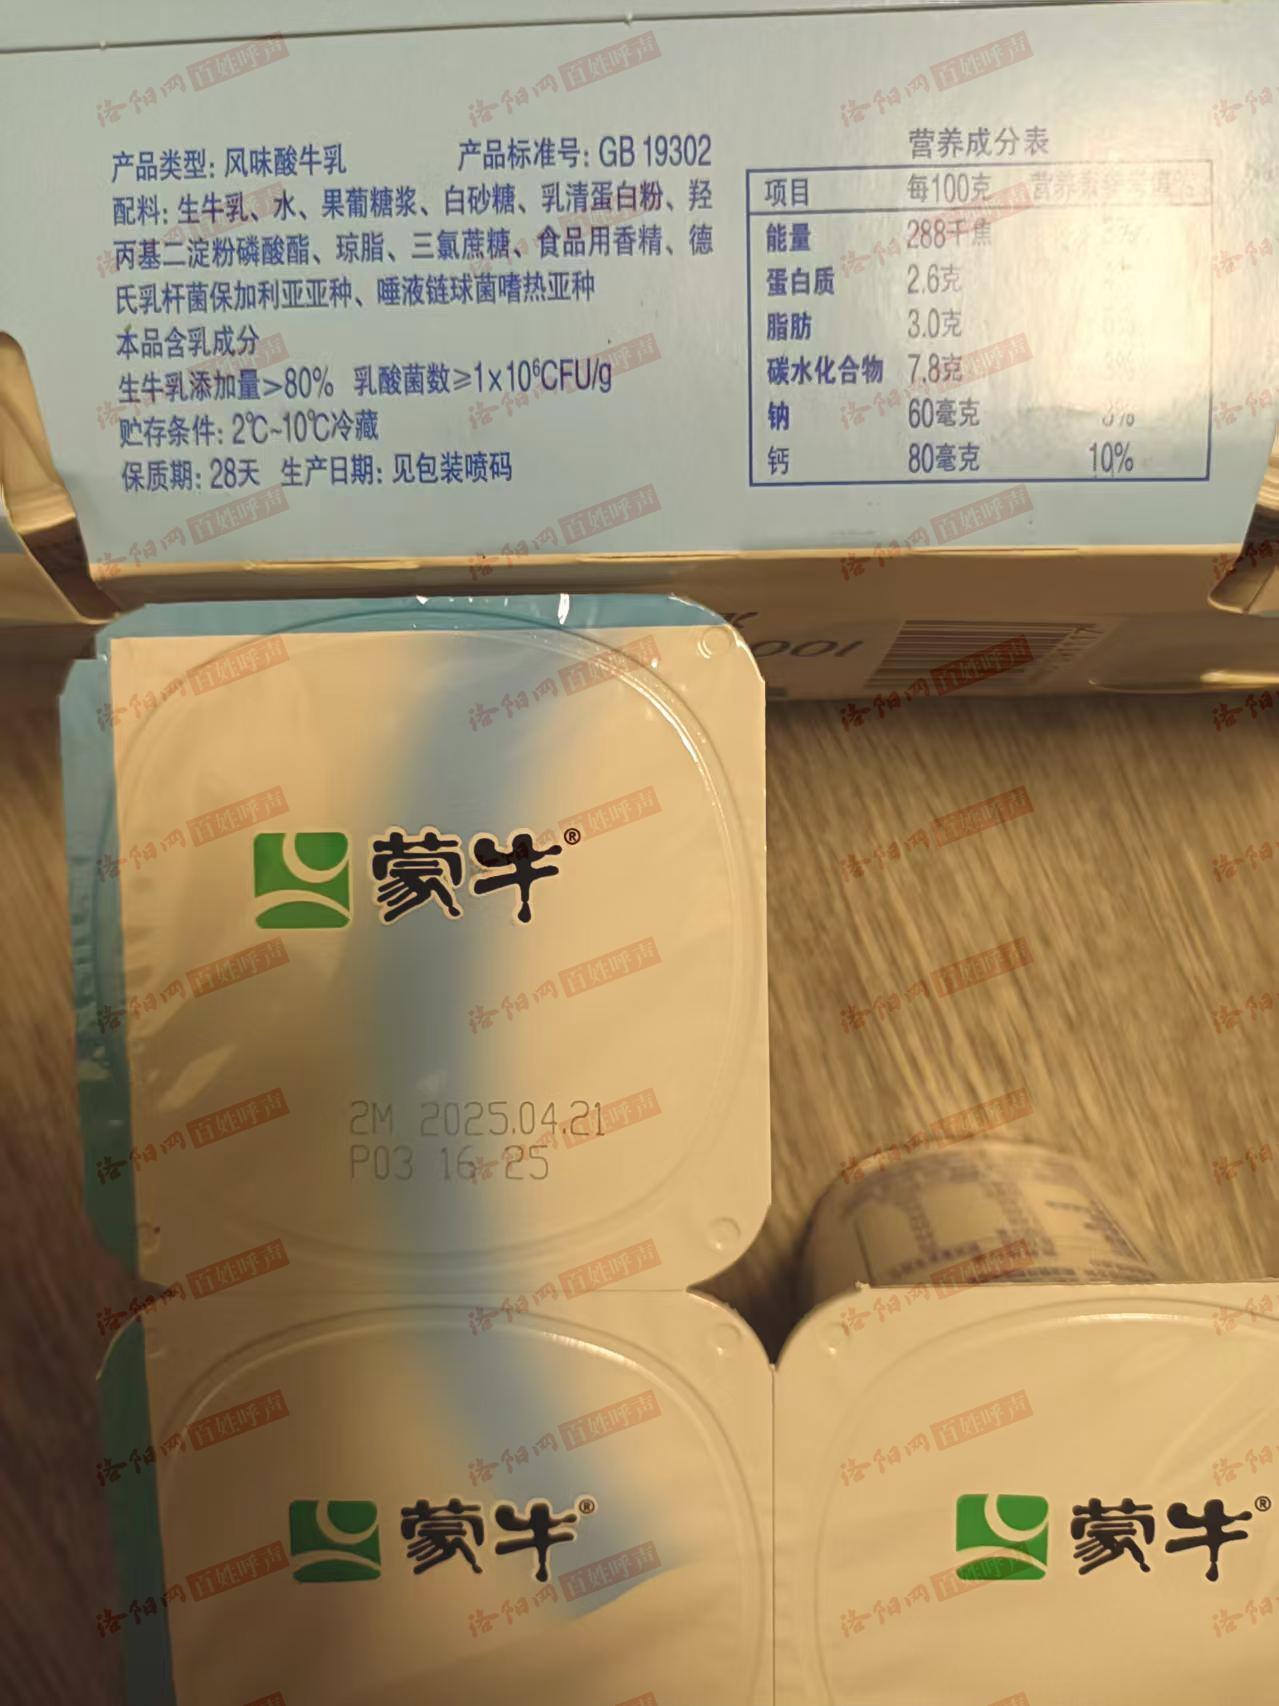 产品类型: 风味酸牛乳 产品标准号: GB 19302
配料: 生牛乳、水、果葡糖浆、白砂糖、乳清蛋白粉、羟
丙基二淀粉磷酸酯、琼脂、三氯蔗糖、食品用香精、德
氏乳杆菌保加利亚亚种、唾液链球菌嗜热亚种
本品含乳成分
生牛乳添加量>80% 乳酸菌数≥1×10⁶CFU/g
贮存条件: 2℃~10℃冷藏
保质期: 28天 生产日期: 见包装喷码
营养成分表
项目 每100克
能量 288千焦
蛋白质 2.6克
脂肪 3.0克
碳水化合物 7.8克
钠 60毫克
钙 80毫克 10%
蒙牛®
2M 2025.04.21
P03 16 25
蒙牛®
蒙牛®
洛阳网 百姓呼声